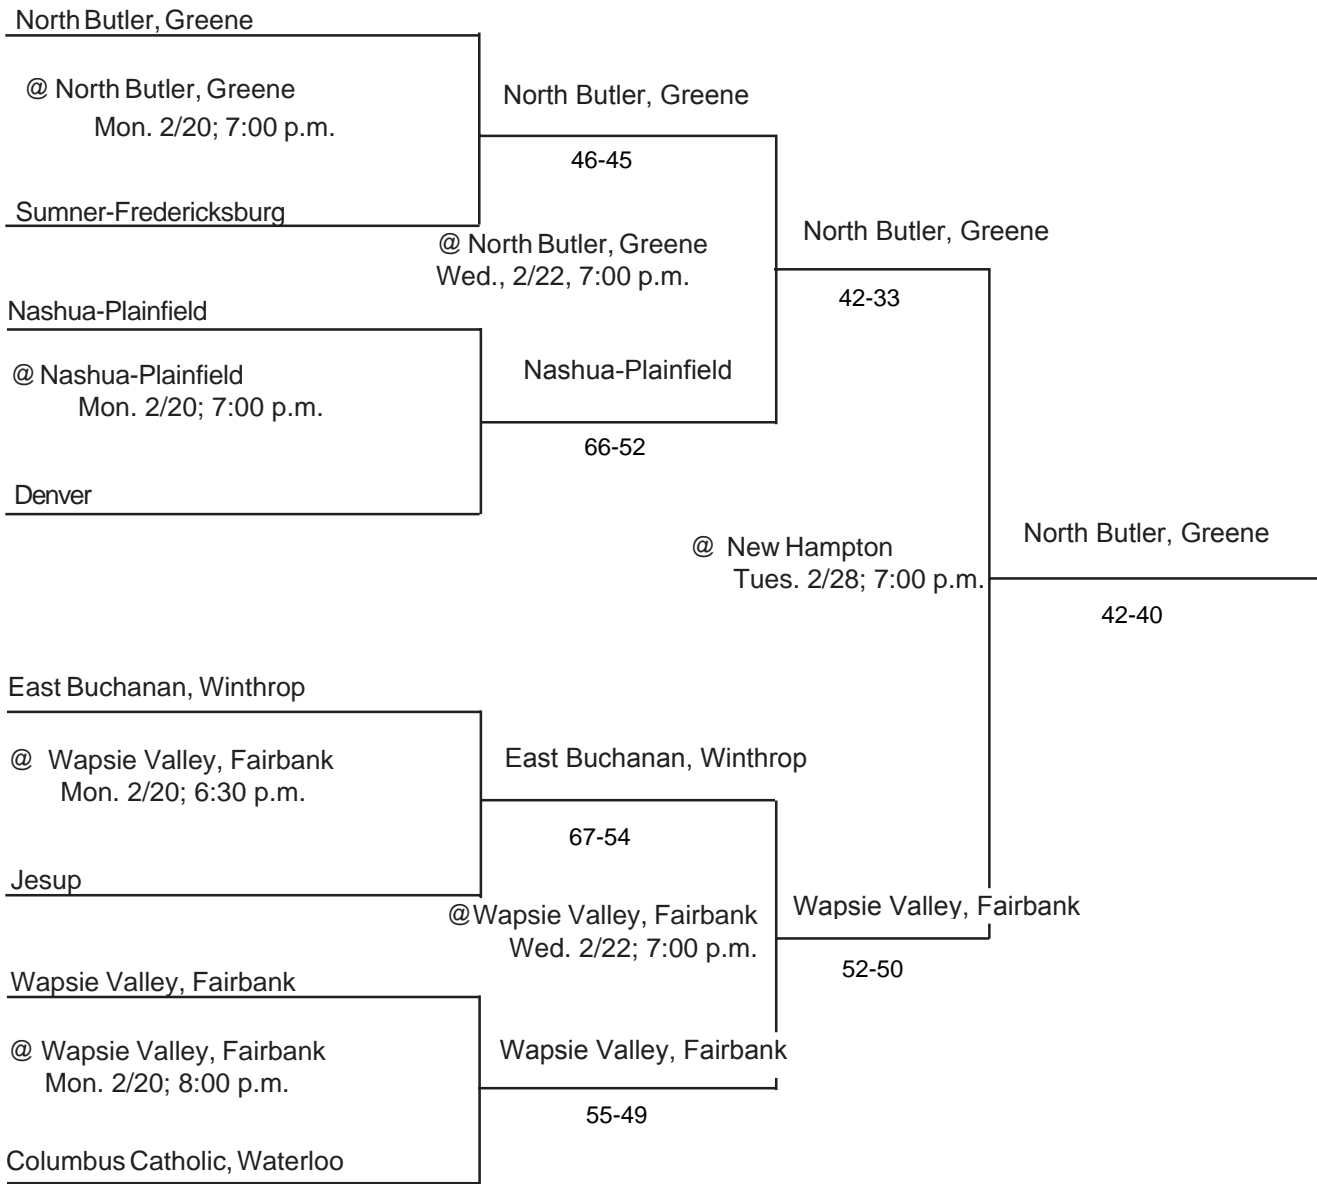 North Butler, Greene
@ North Butler, Greene
Mon. 2/20; 7:00 p.m.
North Butler, Greene
46-45
Sumner-Fredericksburg
@ North Butler, Greene
Wed., 2/22, 7:00 p.m.
North Butler, Greene
42-33
Nashua-Plainfield
@ Nashua-Plainfield
Mon. 2/20; 7:00 p.m.
Nashua-Plainfield
66-52
Denver
@ New Hampton
Tues. 2/28; 7:00 p.m.
North Butler, Greene
42-40
East Buchanan, Winthrop
@ Wapsie Valley, Fairbank
Mon. 2/20; 6:30 p.m.
East Buchanan, Winthrop
67-54
Jesup
@Wapsie Valley, Fairbank
Wed. 2/22; 7:00 p.m.
Wapsie Valley, Fairbank
52-50
Wapsie Valley, Fairbank
@ Wapsie Valley, Fairbank
Mon. 2/20; 8:00 p.m.
Wapsie Valley, Fairbank
55-49
Columbus Catholic, Waterloo